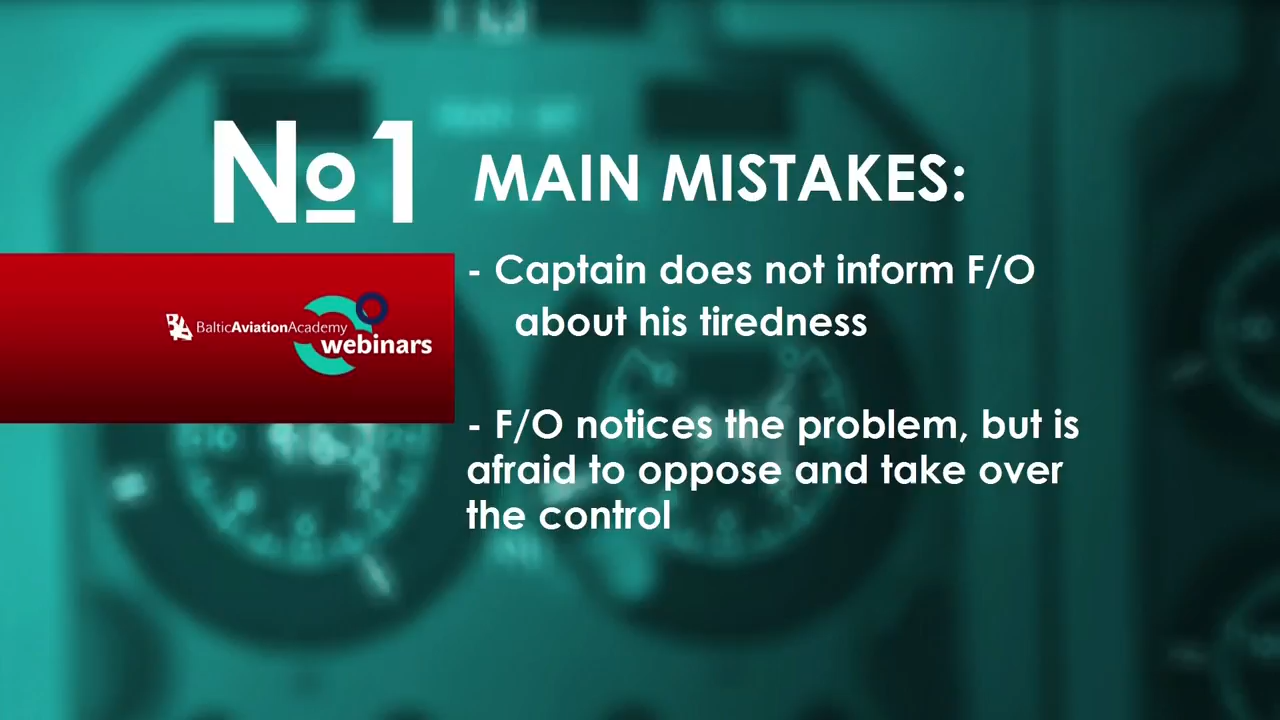 №1
MAIN MISTAKES:
- Captain does not inform F/O
about his tiredness
BalticAviationAcademy
webinars
- F/O notices the problem, but is
afraid to oppose and take over
the control